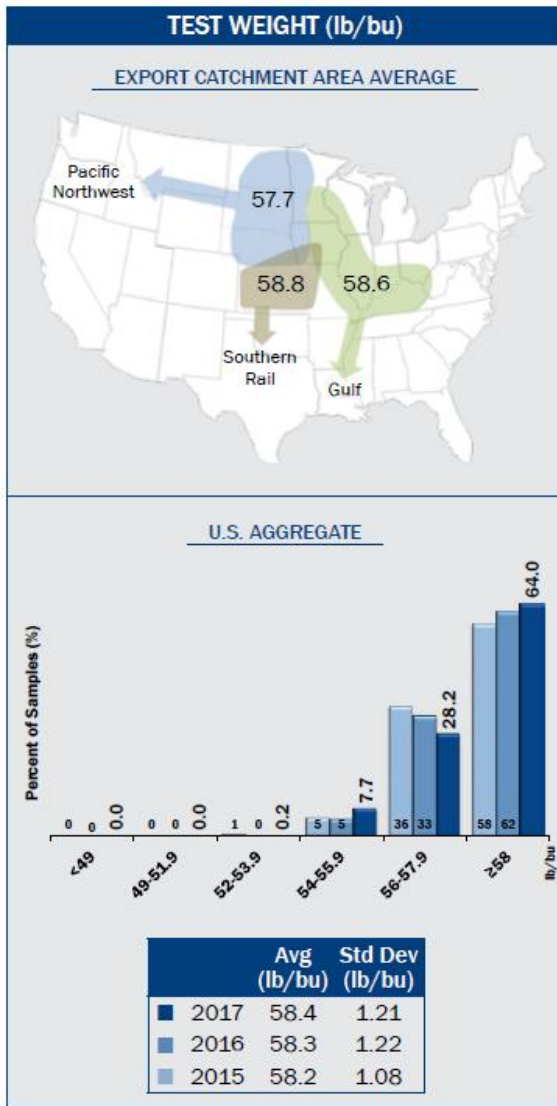 TEST WEIGHT (lb/bu)
EXPORT CATCHMENT AREA AVERAGE
Pacific
Northwest
57.7
58.8
58.6
Southern
Rail
Gulf
U.S. AGGREGATE
Percent of Samples (%)
0 0 0.0
0 0 0.0
1 0 0.2
5 5 7.7
36 33 28.2
58 62 64.0
<49 49-51.9 52-53.9 54-55.9 56-57.9 ≥58 lb/bu
Avg Std Dev
(lb/bu) (lb/bu)
2017 58.4 1.21
2016 58.3 1.22
2015 58.2 1.08